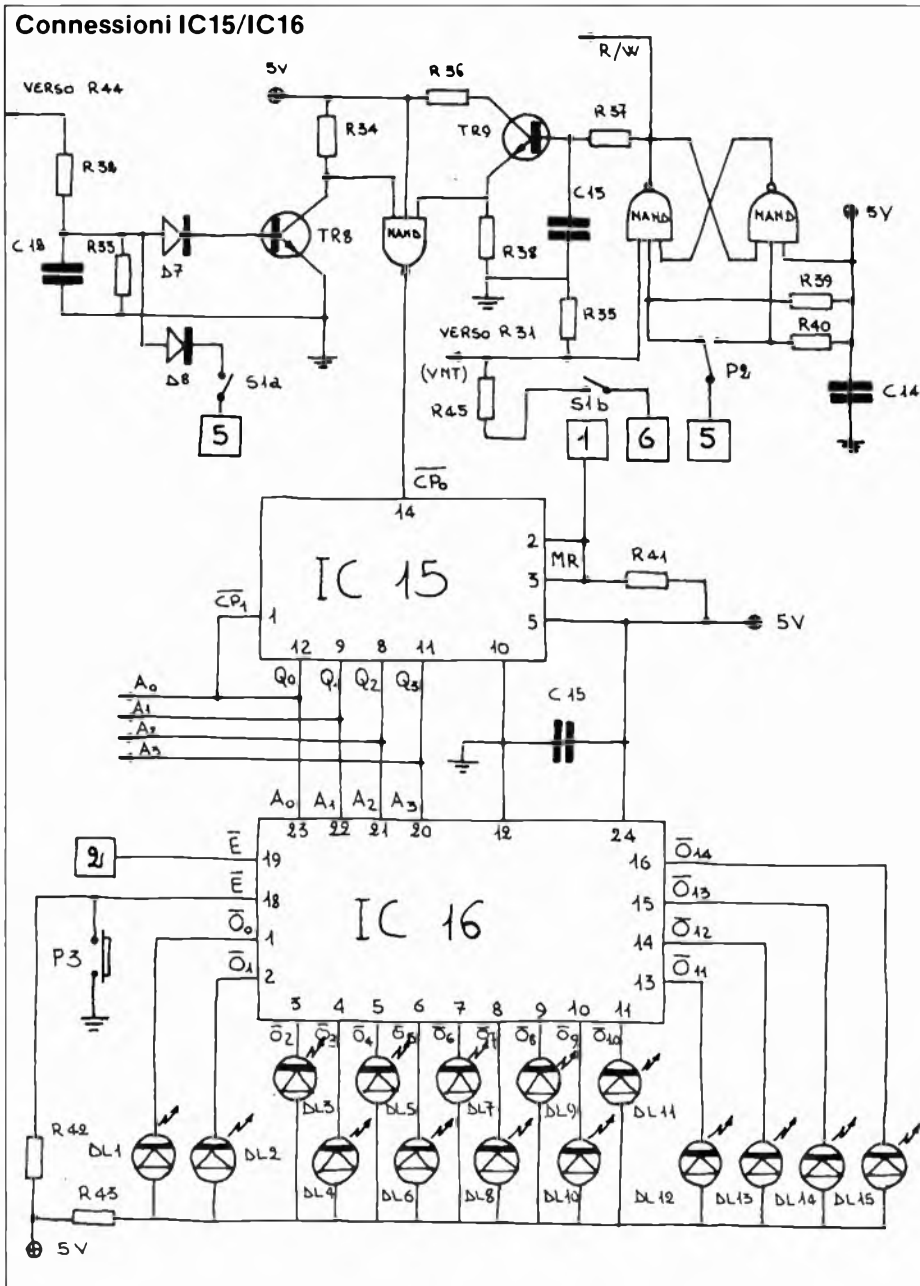 Connessioni IC15/IC16
R/W
5V
R36
VERSO R44
R34
TR9
R37
R38
C13
NAND
NAND
5V
C18
R33
D7
TR8
NAND
R38
R39
R35
R40
VERSO R31
(VMT)
D8
S1a
R45
S1b
P2
C14
5
1
6
5
CP0
14
IC 15
2
MR
3
R41
CP1
1
5
5V
12
9
8
11
10
Q0
Q1
Q2
Q3
A0
A1
A2
A3
C15
A0
A1
A2
A3
23
22
21
20
12
24
2
E
19
16
O14
E
18
15
O13
IC 16
O0
1
14
O12
P3
O1
2
13
O11
3
4
5
6
7
8
9
10
11
O2
O3
O4
O5
O6
O7
O8
O9
O10
DL3
DL5
DL7
DL9
DL11
R42
DL1
DL2
DL4
DL6
DL8
DL10
DL12
DL13
DL14
DL15
R43
5V